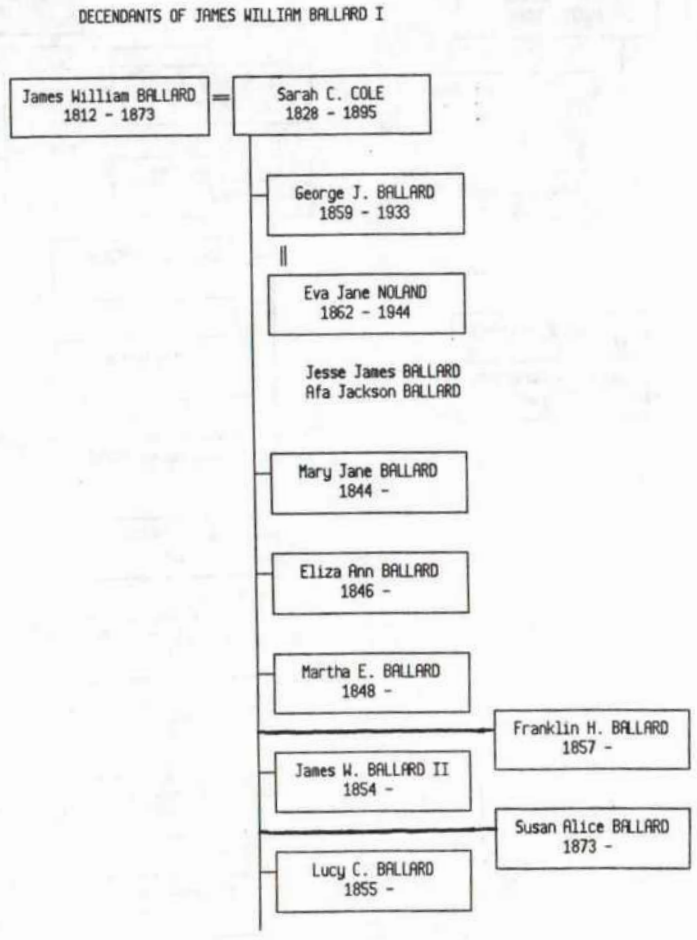 DECENDANTS OF JAMES WILLIAM BALLARD I
James William BALLARD
1812 - 1873
=
Sarah C. COLE
1828 - 1895
George J. BALLARD
1859 - 1933
||
Eva Jane NOLAND
1862 - 1944
Jesse James BALLARD
Afa Jackson BALLARD
Mary Jane BALLARD
1844 -
Eliza Ann BALLARD
1846 -
Martha E. BALLARD
1848 -
Franklin H. BALLARD
1857 -
James W. BALLARD II
1854 -
Susan Alice BALLARD
1873 -
Lucy C. BALLARD
1855 -